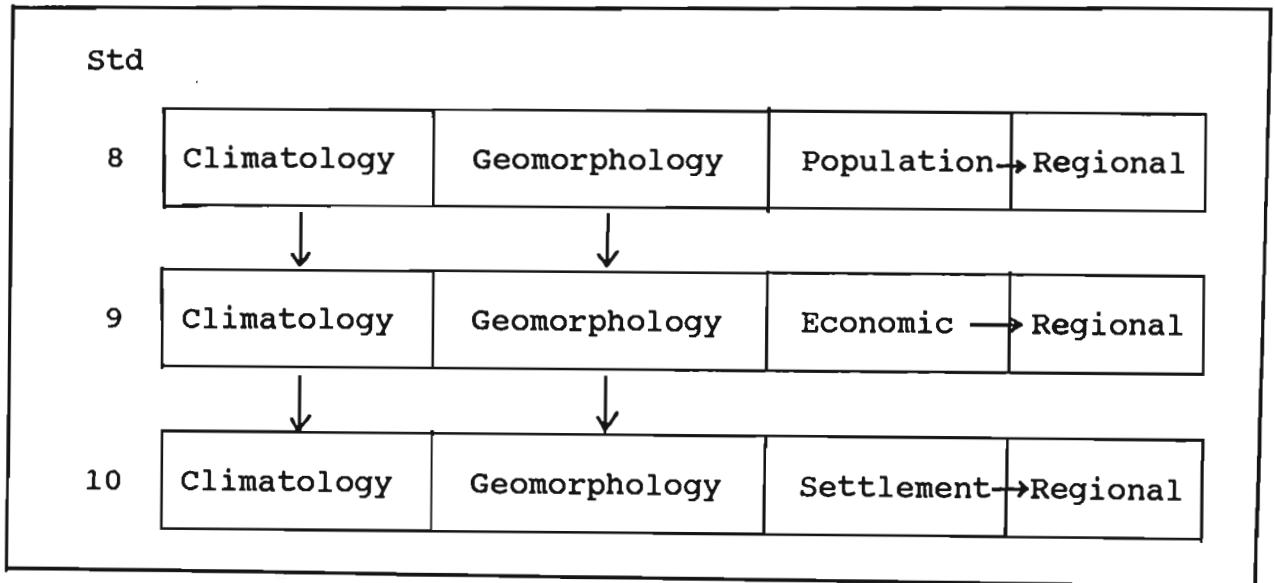 Std
8 Climatology Geomorphology Population→Regional
9 Climatology Geomorphology Economic → Regional
10 Climatology Geomorphology Settlement→Regional